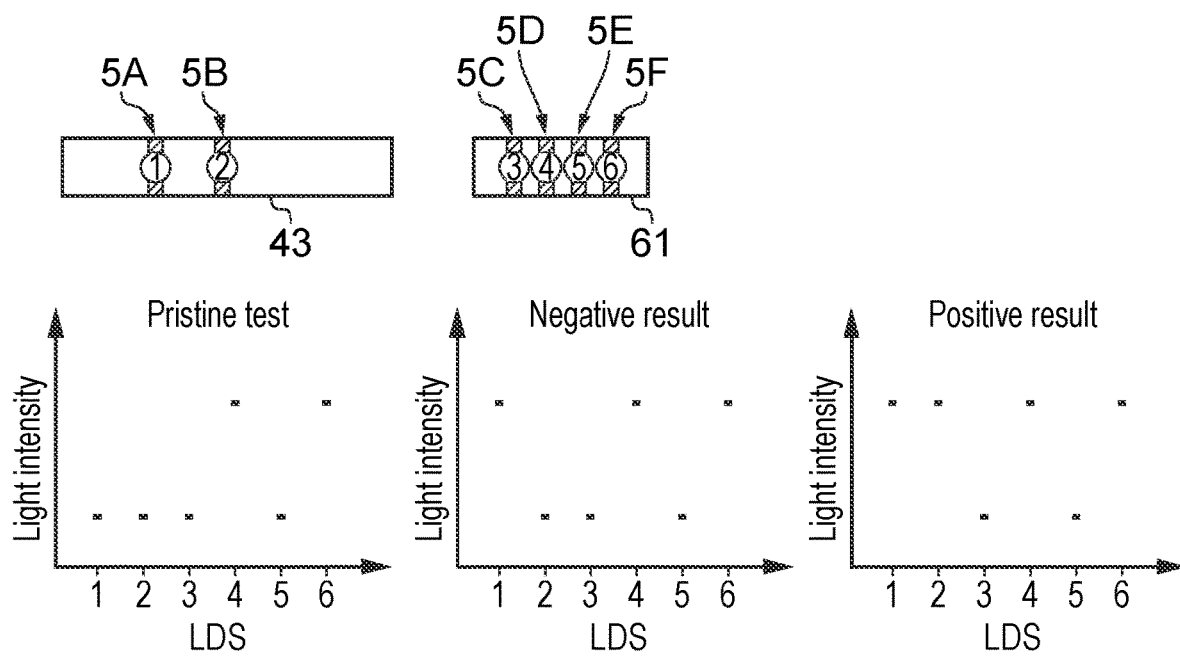 5D 5E
5A 5B 5C 5F
1 2 3 4 5 6
43 61
Pristine test
Light intensity
1 2 3 4 5 6
LDS
Negative result
Light intensity
1 2 3 4 5 6
LDS
Positive result
Light intensity
1 2 3 4 5 6
LDS